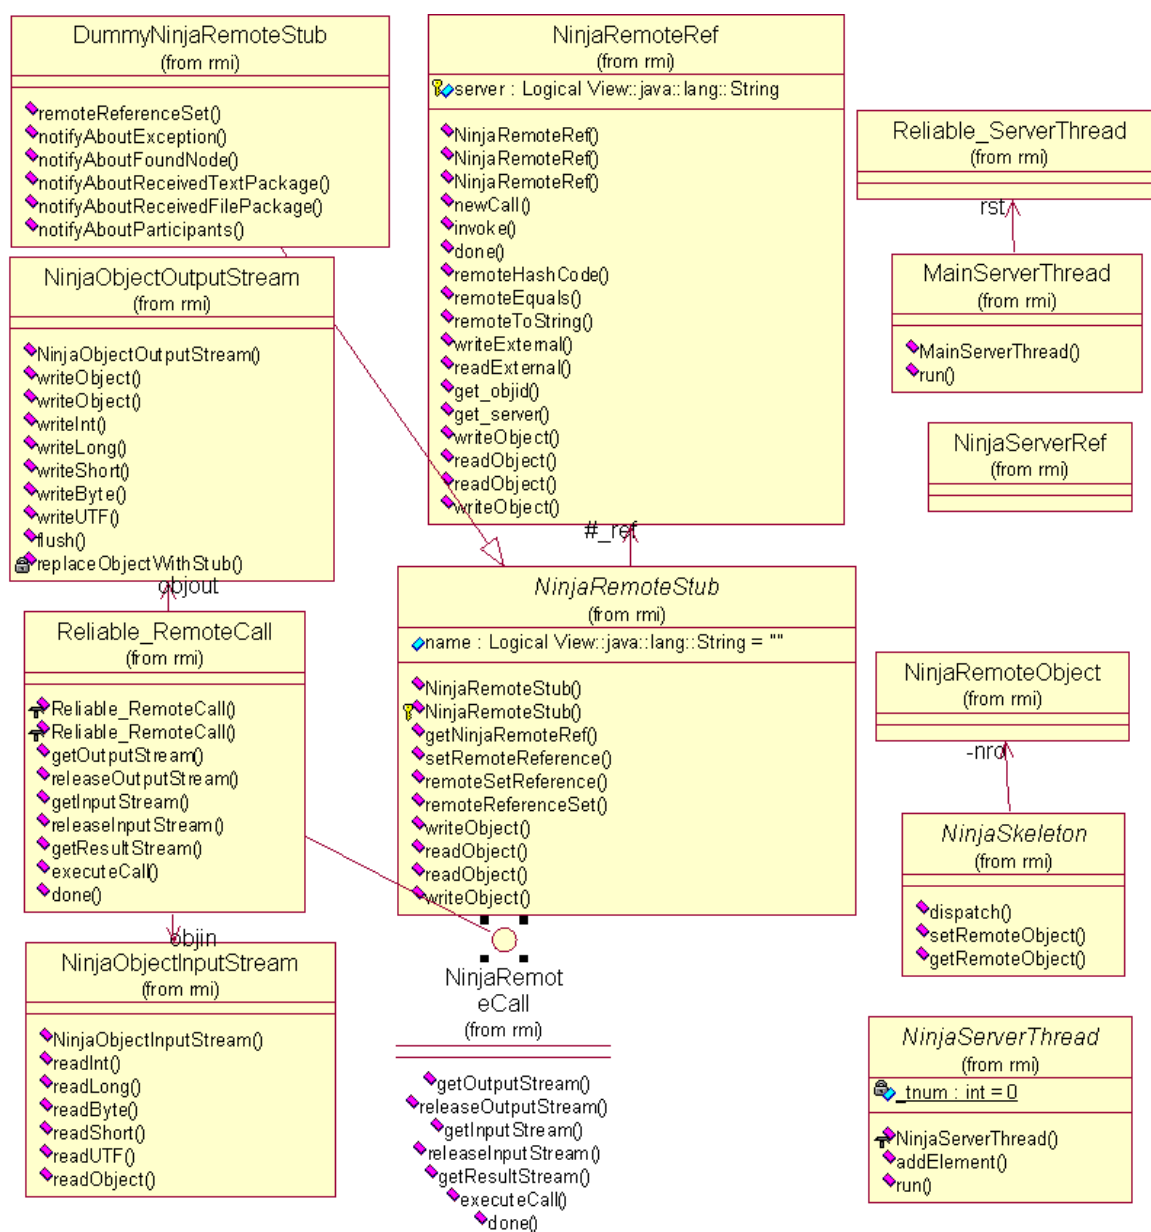 DummyNinjaRemoteStub
(from rmi)
remoteReferenceSet()
notifyAboutException()
notifyAboutFoundNode()
notifyAboutReceivedTextPackage()
notifyAboutReceivedFilePackage()
notifyAboutParticipants()
NinjaRemoteRef
(from rmi)
server : Logical View::java::lang::String
NinjaRemoteRef()
NinjaRemoteRef()
NinjaRemoteRef()
newCall()
invoke()
done()
remoteHashCode()
remoteEquals()
remoteToString()
writeExternal()
readExternal()
get_objid()
get_server()
writeObject()
readObject()
readObject()
writeObject()
#_ref
Reliable_ServerThread
(from rmi)
rst
MainServerThread
(from rmi)
MainServerThread()
run()
NinjaServerRef
(from rmi)
NinjaObjectOutputStream
(from rmi)
NinjaObjectOutputStream()
writeObject()
writeObject()
writeInt()
writeLong()
writeShort()
writeByte()
writeUTF()
flush()
replaceObjectWithStub()
objout
Reliable_RemoteCall
(from rmi)
Reliable_RemoteCall()
Reliable_RemoteCall()
getOutputStream()
releaseOutputStream()
getInputStream()
releaseInputStream()
getResultStream()
executeCall()
done()
objin
NinjaObjectInputStream
(from rmi)
NinjaObjectInputStream()
readInt()
readLong()
readByte()
readShort()
readUTF()
readObject()
NinjaRemoteStub
(from rmi)
name : Logical View::java::lang::String = ""
NinjaRemoteStub()
NinjaRemoteStub()
getNinjaRemoteRef()
setRemoteReference()
remoteSetReference()
remoteReferenceSet()
writeObject()
readObject()
readObject()
writeObject()
NinjaRemot
eCall
(from rmi)
getOutputStream()
releaseOutputStream()
getInputStream()
releaseInputStream()
getResultStream()
executeCall()
done()
NinjaRemoteObject
(from rmi)
-nro
NinjaSkeleton
(from rmi)
dispatch()
setRemoteObject()
getRemoteObject()
NinjaServerThread
(from rmi)
_tnum : int = 0
NinjaServerThread()
addElement()
run()